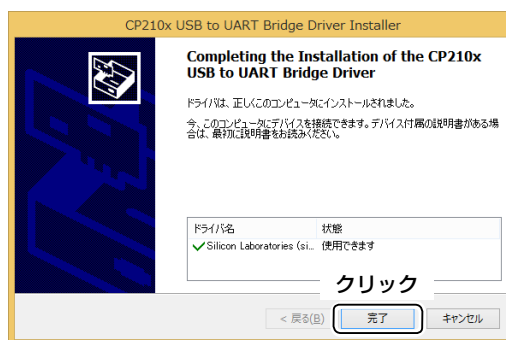 CP210x USB to UART Bridge Driver Installer
Completing the Installation of the CP210x
USB to UART Bridge Driver
ドライバは、正しくこのコンピュータにインストールされました。
今、このコンピュータにデバイスを接続できます。デバイス付属の説明書がある場
合は、最初に説明書をお読みください。
ドライバ名 状態
Silicon Laboratories (si... 使用できます
クリック
< 戻る(B) 完了 キャンセル